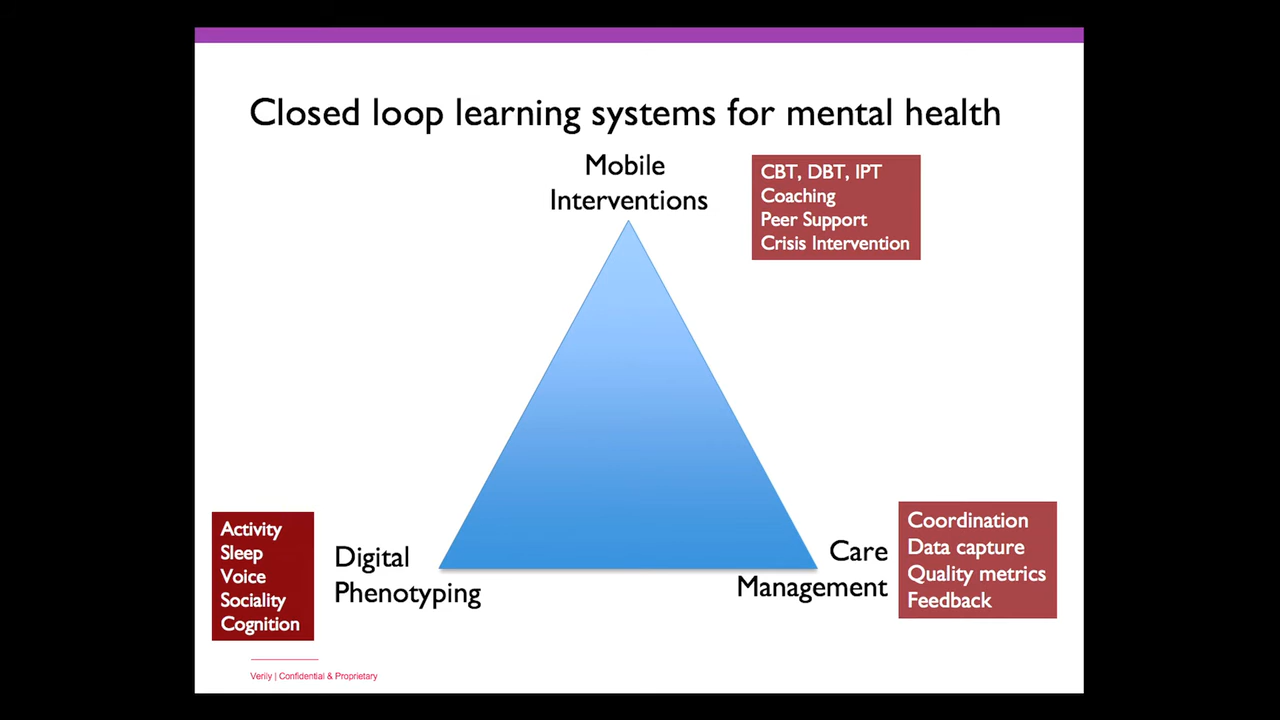 Closed loop learning systems for mental health
Mobile
Interventions
CBT, DBT, IPT
Coaching
Peer Support
Crisis Intervention
Activity
Sleep
Voice
Sociality
Cognition
Digital
Phenotyping
Care
Management
Coordination
Data capture
Quality metrics
Feedback
Verily | Confidential & Proprietary